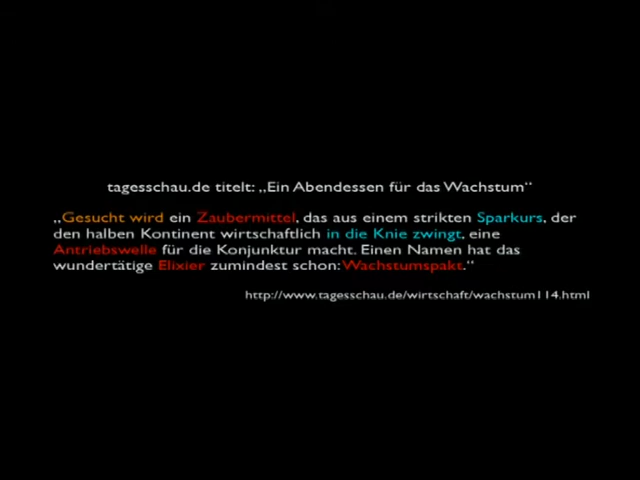 tagesschau.de titelt: „Ein Abendessen für das Wachstum“
„Gesucht wird ein Zaubermittel, das aus einem strikten Sparkurs, der
den halben Kontinent wirtschaftlich in die Knie zwingt, eine
Antriebswelle für die Konjunktur macht. Einen Namen hat das
wundertätige Elixier zumindest schon: Wachstumspakt.“
http://www.tagesschau.de/wirtschaft/wachstum114.html